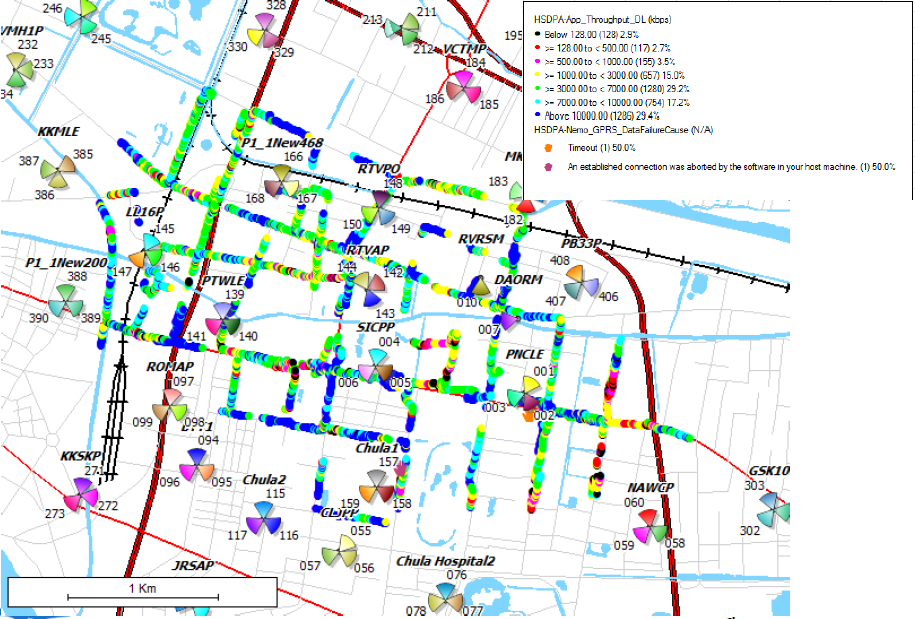 HSDPA-App_Throughput_DL (kbps)
Below 128.00 (128) 2.9%
>= 128.00 to < 500.00 (117) 2.7%
>= 500.00 to < 1000.00 (155) 3.5%
>= 1000.00 to < 3000.00 (657) 15.0%
>= 3000.00 to < 7000.00 (1280) 29.2%
>= 7000.00 to < 10000.00 (754) 17.2%
Above 10000.00 (1286) 29.4%
HSDPA-Nemo_GPRS_DataFailureCause (N/A)
Timeout (1) 50.0%
An established connection was aborted by the software in your host machine. (1) 50.0%
246
245
328
330
329
213
211
212
VCTMP
184
195
186
185
VMH1P
232
233
34
KKMLE
387
385
386
P1_1New468
166
168
167
RTVPO
148
150
149
183
182
LI16P
145
147
146
RTVAP
144
142
143
RVRSM
PB33P
408
407
406
P1_1New200
388
390
389
PTWLE
139
141
140
DAORM
010
007
SICPP
004
006
005
PNCLE
001
003
002
ROMAP
097
099
098
094
096
095
KKSKP
271
273
272
Chula2
115
117
116
Chula1
157
159
158
055
057
056
NAWCP
060
059
058
GSK10
303
302
Chula Hospital2
076
078
077
JRSAP
1 Km